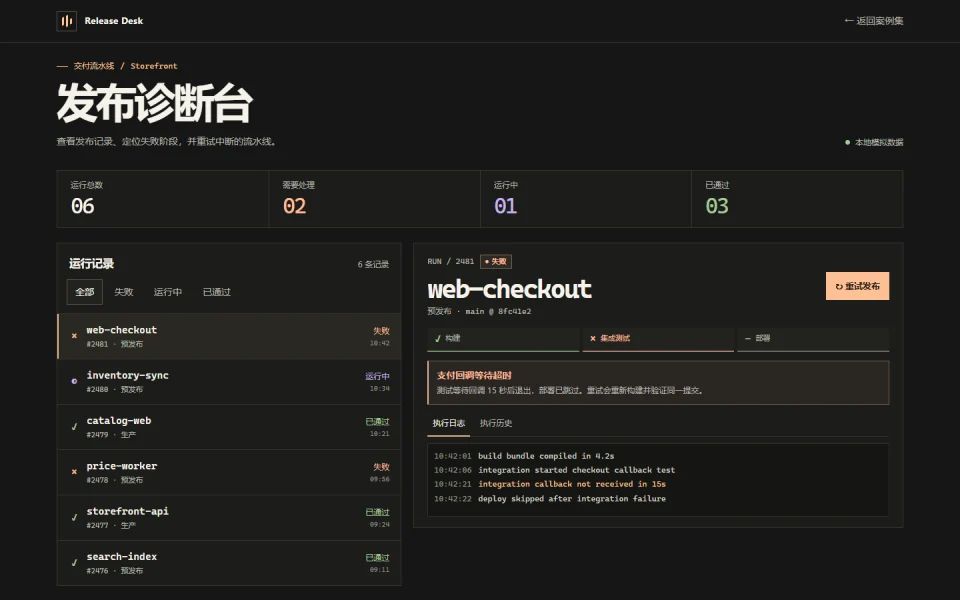 Release Desk
← 返回案例集
交付流水线 / Storefront
发布诊断台
查看发布记录、定位失败阶段，并重试中断的流水线。
本地模拟数据
运行总数
06
需要处理
02
运行中
01
已通过
03
运行记录
6 条记录
全部 失败 运行中 已通过
web-checkout 失败
#2481 · 预发布 10:42
inventory-sync 运行中
#2480 · 预发布 10:34
catalog-web 已通过
#2479 · 生产 10:21
price-worker 失败
#2478 · 预发布 09:56
storefront-api 已通过
#2477 · 生产 09:24
search-index 已通过
#2476 · 预发布 09:11
RUN / 2481 失败
web-checkout
预发布 · main @ 8fc41e2
↻ 重试发布
✓ 构建
× 集成测试
— 部署
支付回调等待超时
测试等待回调 15 秒后退出，部署已跳过。重试会重新构建并验证同一提交。
执行日志 执行历史
10:42:01 build bundle compiled in 4.2s
10:42:06 integration started checkout callback test
10:42:21 integration callback not received in 15s
10:42:22 deploy skipped after integration failure